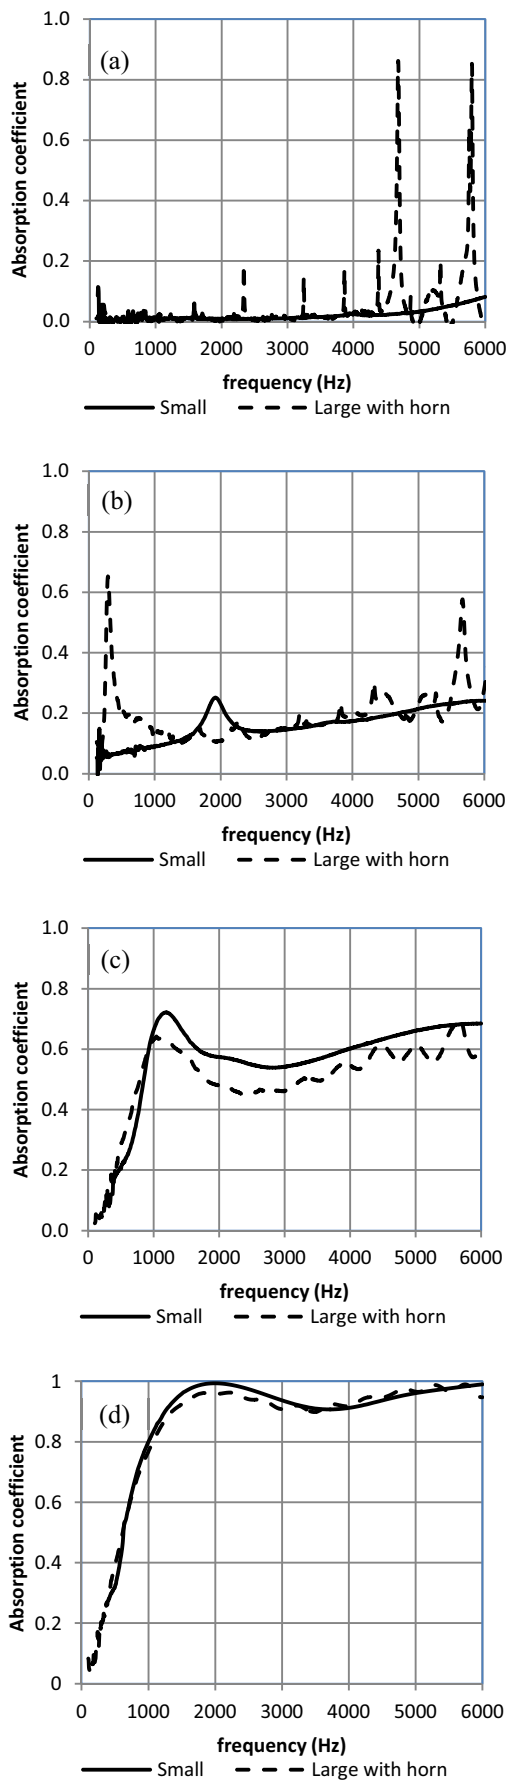 (a)
Absorption coefficient
1.0
0.8
0.6
0.4
0.2
0.0
0 1000 2000 3000 4000 5000 6000
frequency (Hz)
Small Large with horn
(b)
Absorption coefficient
1.0
0.8
0.6
0.4
0.2
0.0
0 1000 2000 3000 4000 5000 6000
frequency (Hz)
Small Large with horn
(c)
Absorption coefficient
1.0
0.8
0.6
0.4
0.2
0.0
0 1000 2000 3000 4000 5000 6000
frequency (Hz)
Small Large with horn
(d)
Absorption coefficient
1
0.8
0.6
0.4
0.2
0
0 1000 2000 3000 4000 5000 6000
frequency (Hz)
Small Large with horn